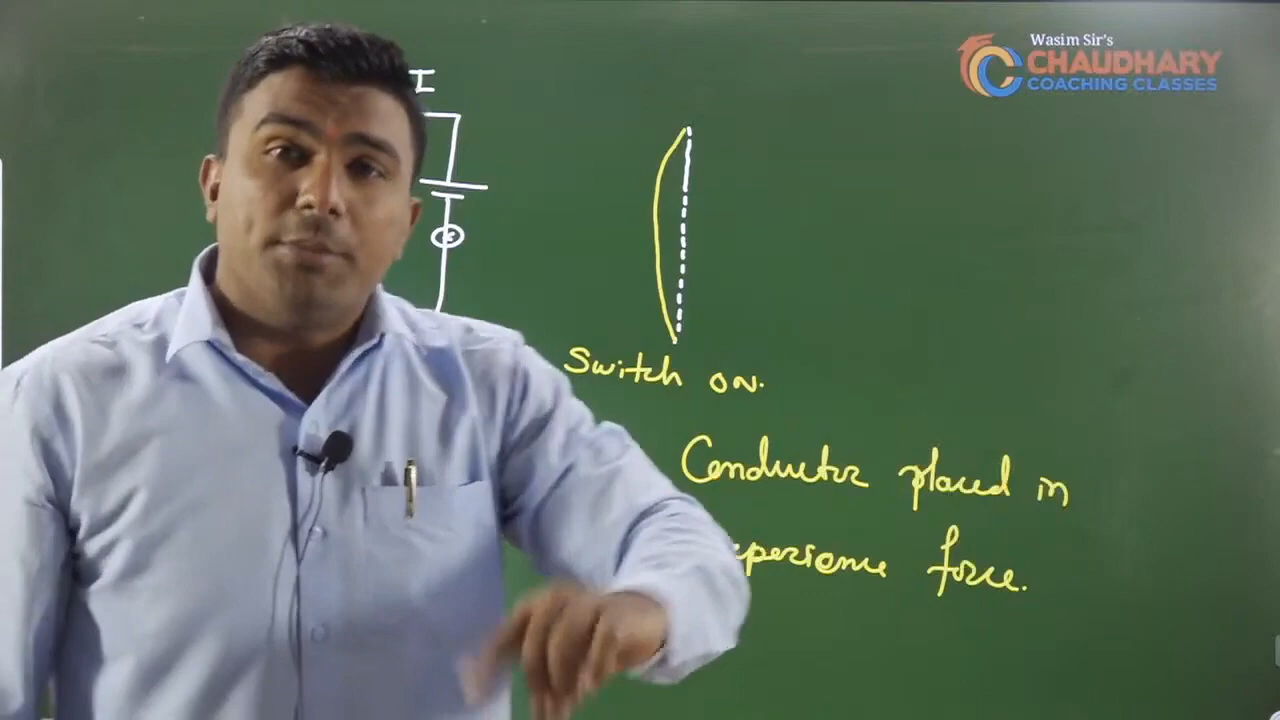 Wasim Sir's
CHAUDHARY
COACHING CLASSES
I
Switch on.
Conductor placed in
force.